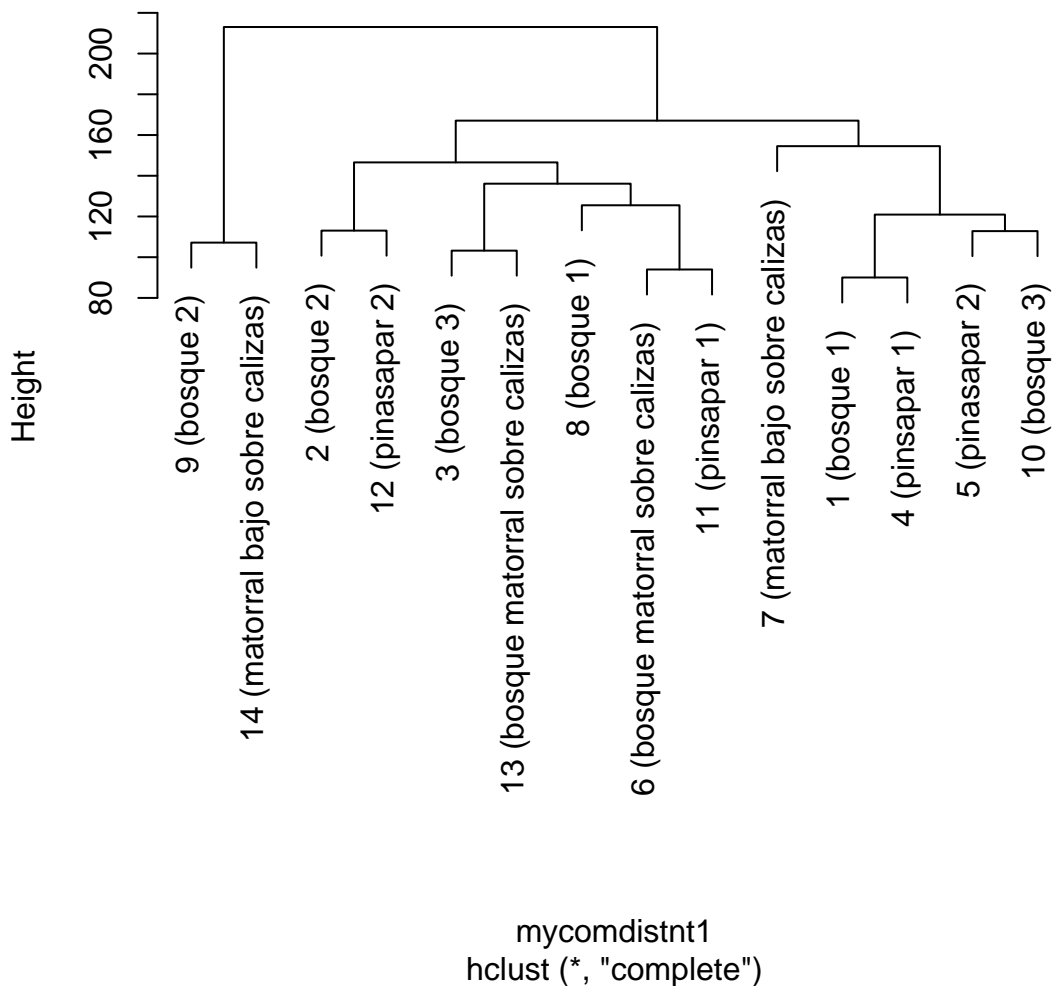 200
160
120
80
Height
9 (bosque 2)
14 (matorral bajo sobre calizas)
2 (bosque 2)
12 (pinasapar 2)
3 (bosque 3)
13 (bosque matorral sobre calizas)
8 (bosque 1)
6 (bosque matorral sobre calizas)
11 (pinsapar 1)
7 (matorral bajo sobre calizas)
1 (bosque 1)
4 (pinsapar 1)
5 (pinasapar 2)
10 (bosque 3)
mycomdistnt1
hclust (*, "complete")